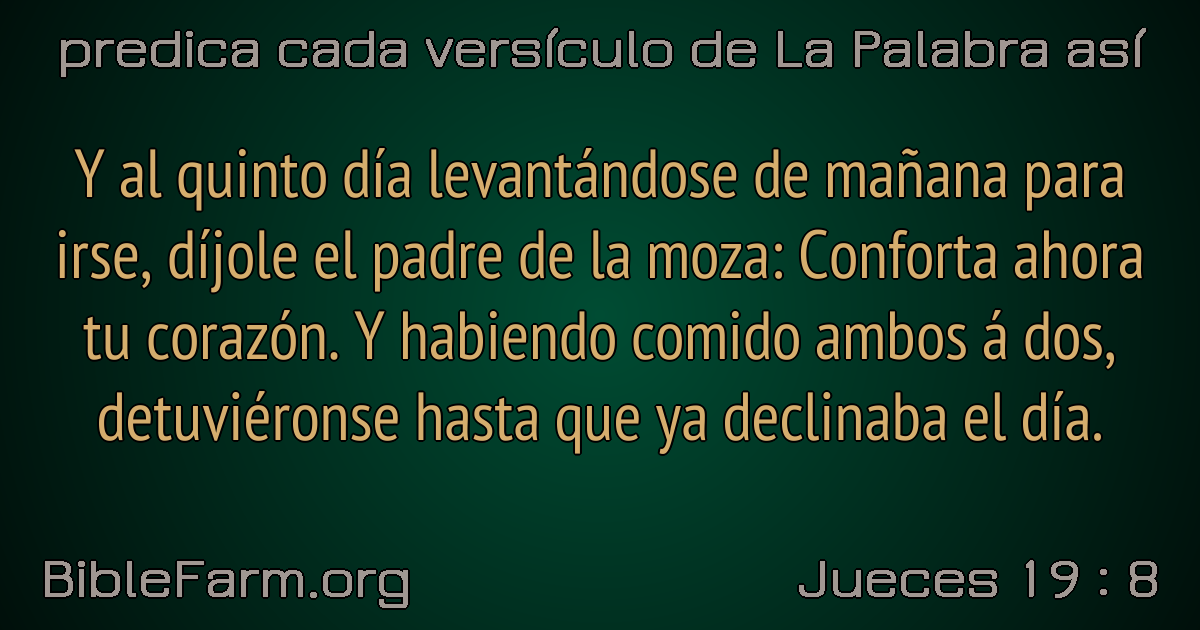 predica cada versículo de La Palabra así
Y al quinto día levantándose de mañana para
irse, díjole el padre de la moza: Conforta ahora
tu corazón. Y habiendo comido ambos á dos,
detuviéronse hasta que ya declinaba el día.
BibleFarm.org
Jueces 19 : 8